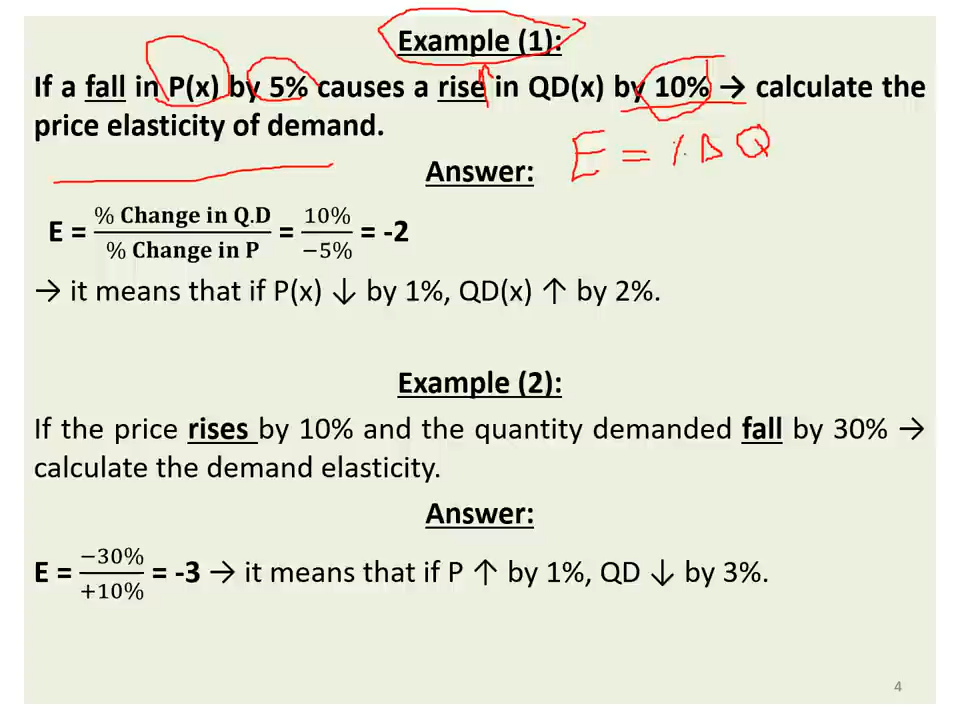 Example (1):
If a fall in P(x) by 5% causes a rise in QD(x) by 10% → calculate the
price elasticity of demand.
E = % Δ Q
Answer:
E = % Change in Q.D / % Change in P = 10% / −5% = -2
→ it means that if P(x) ↓ by 1%, QD(x) ↑ by 2%.
Example (2):
If the price rises by 10% and the quantity demanded fall by 30% →
calculate the demand elasticity.
Answer:
E = −30% / +10% = -3 → it means that if P ↑ by 1%, QD ↓ by 3%.
4